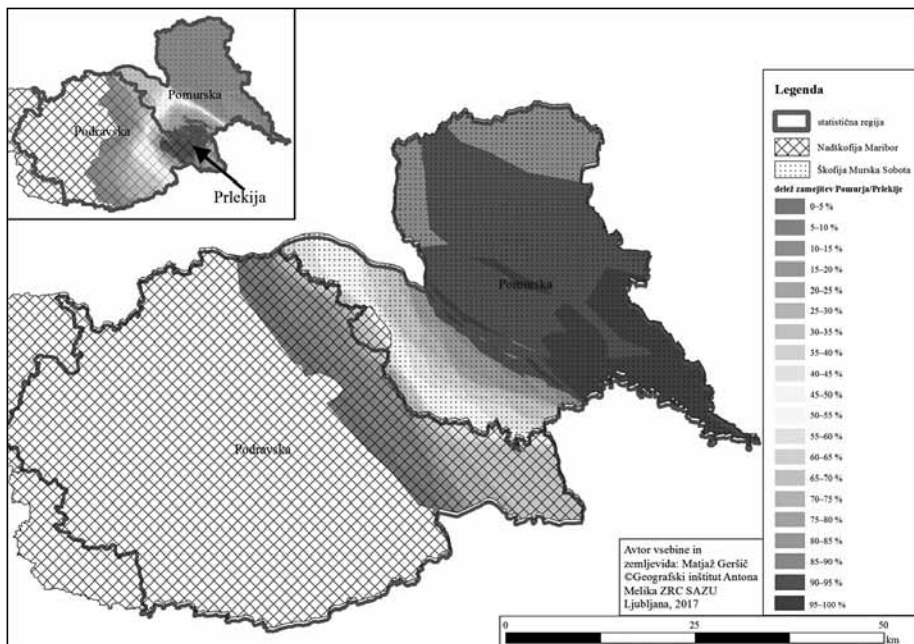 Pomurska
Podravska
Prlekija
Pomurska
Podravska
Legenda
statistična regija
Nadškofija Maribor
Škofija Murska Sobota
delež zamejitev Pomurja/Prlekije
0–5 %
5–10 %
10–15 %
15–20 %
20–25 %
25–30 %
30–35 %
35–40 %
40–45 %
45–50 %
50–55 %
55–60 %
60–65 %
65–70 %
70–75 %
75–80 %
80–85 %
85–90 %
90–95 %
95–100 %
Avtor vsebine in
zemljevida: Matjaž Geršič
©Geografski inštitut Antona
Melika ZRC SAZU
Ljubljana, 2017
0 25 50
km